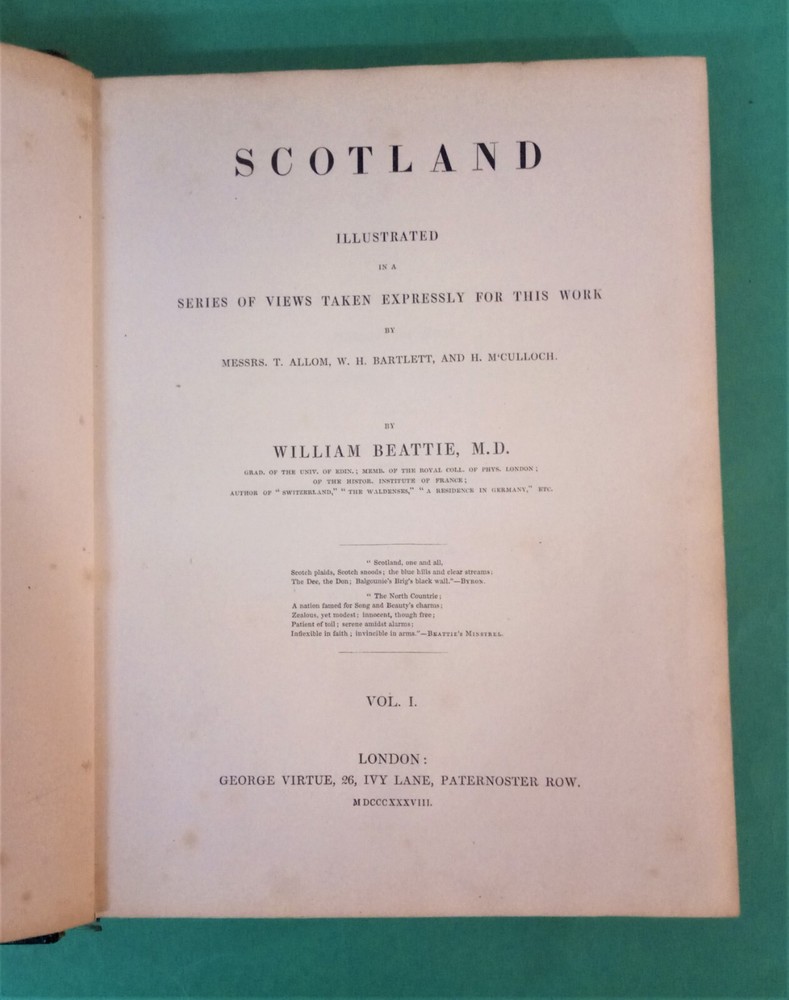 SCOTLAND
ILLUSTRATED
IN A
SERIES OF VIEWS TAKEN EXPRESSLY FOR THIS WORK
BY
MESSRS. T. ALLOM, W. H. BARTLETT, AND H. M'CULLOCH.
BY
WILLIAM BEATTIE, M.D.
GRAD. OF THE UNIV. OF EDIN.; MEMB. OF THE ROYAL COLL. OF PHYS. LONDON;
OF THE HISTOR. INSTITUTE OF FRANCE;
AUTHOR OF "SWITZERLAND," "THE WALDENSES," "A RESIDENCE IN GERMANY," ETC.
"Scotland, one and all,
Scotch plaids, Scotch snoods; the blue hills and clear streams;
The Dee, the Don; Balgounie's Brig's black wall."—BYRON.
"The North Countrie;
A nation famed for Song and Beauty's charms;
Zealous, yet modest; innocent, though free;
Patient of toil; serene amidst alarms;
Inflexible in faith; invincible in arms."—BEATTIE'S MINSTREL.
VOL. I.
LONDON:
GEORGE VIRTUE, 26, IVY LANE, PATERNOSTER ROW.
MDCCCXXXVIII.